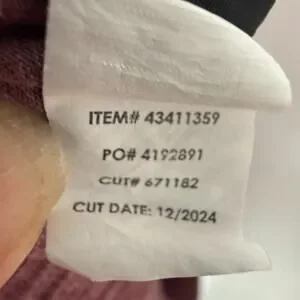 ITEM# 43411359
PO# 4192891
CUT# 671182
CUT DATE: 12/2024